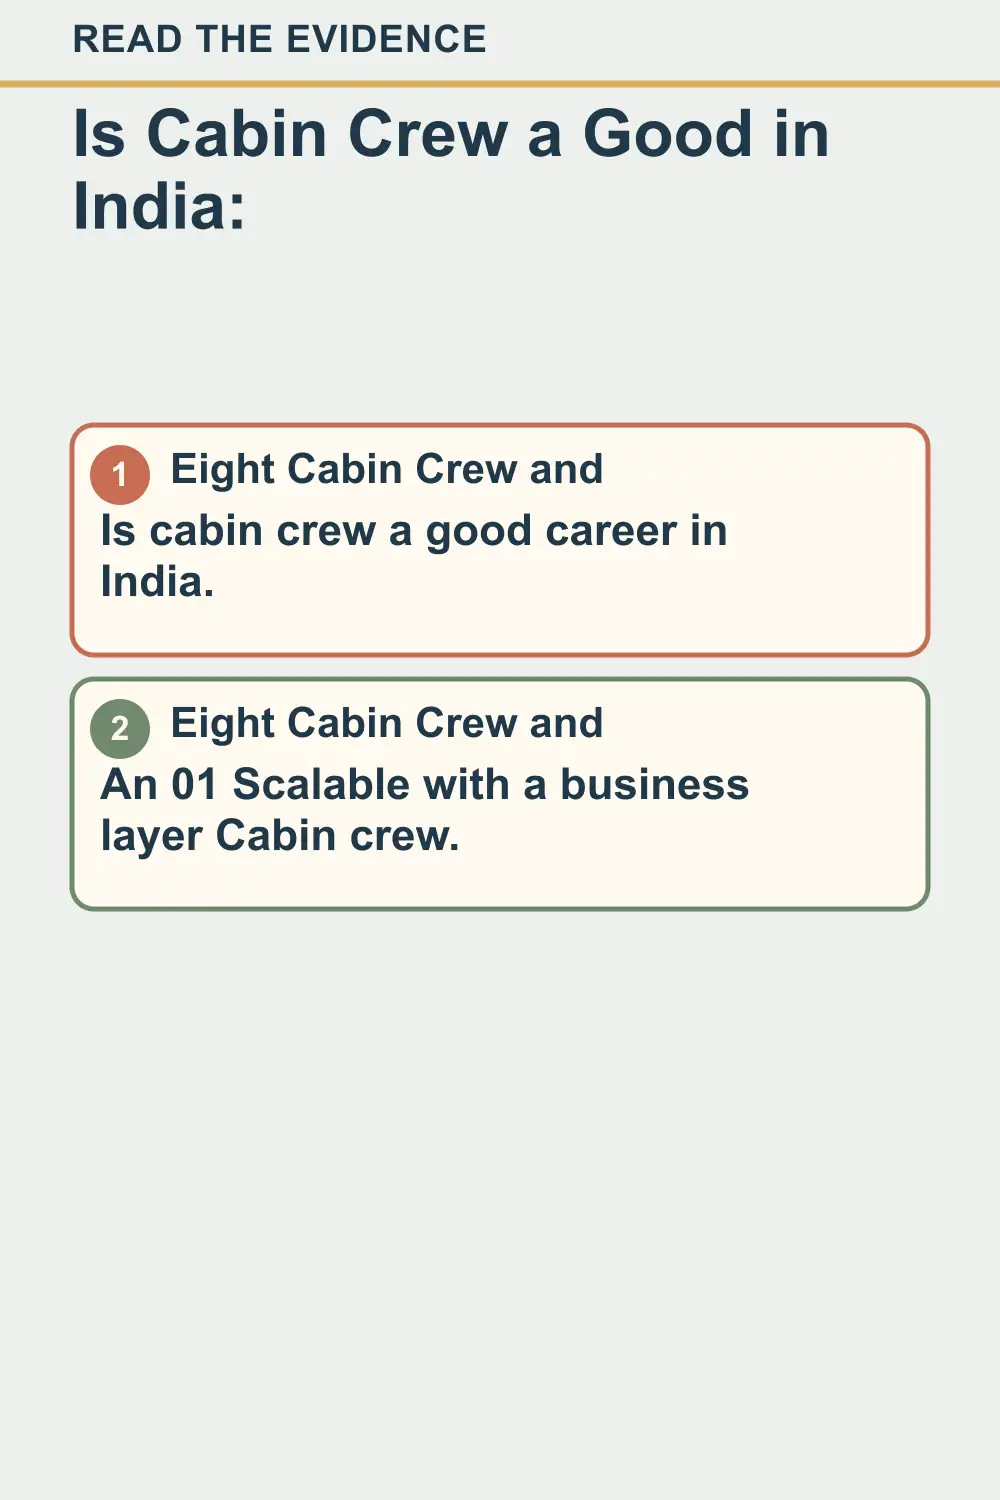 READ THE EVIDENCE
Is Cabin Crew a Good in
India:
1 Eight Cabin Crew and
Is cabin crew a good career in
India.
2 Eight Cabin Crew and
An 01 Scalable with a business
layer Cabin crew.